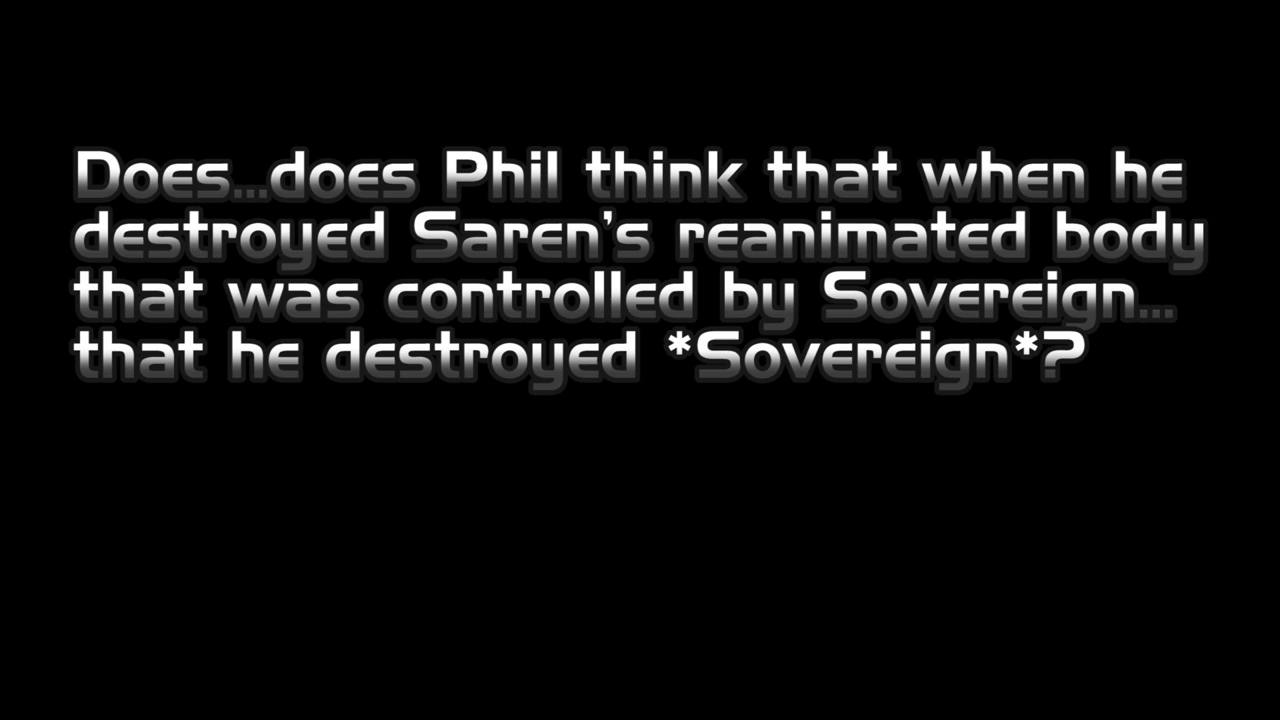 Does...does Phil think that when he
destroyed Saren's reanimated body
that was controlled by Sovereign...
that he destroyed *Sovereign*?